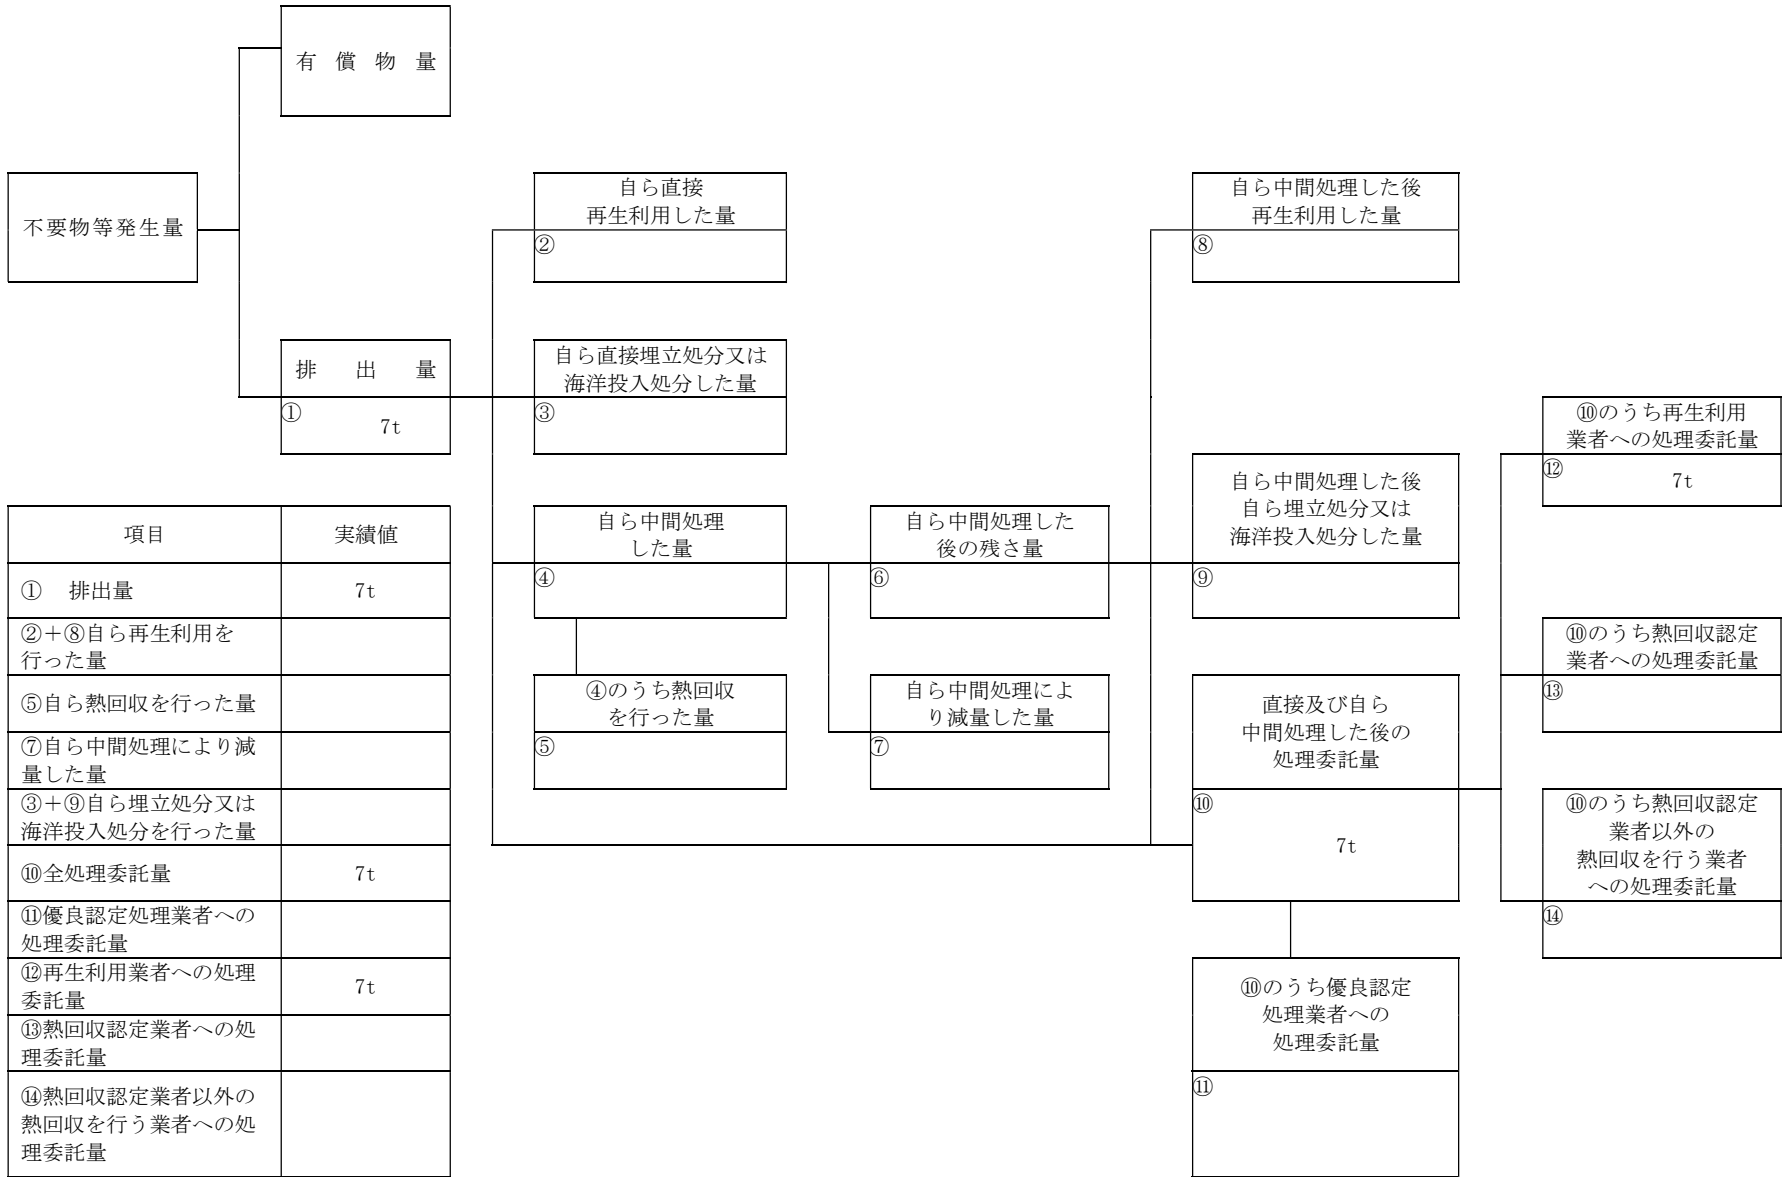 有償物量
不要物等発生量
自ら直接
再生利用した量
②
自ら中間処理した後
再生利用した量
⑧
排出量
①
7t
自ら直接埋立処分又は
海洋投入処分した量
③
⑩のうち再生利用
業者への処理委託量
⑫
7t
自ら中間処理した後
自ら埋立処分又は
海洋投入処分した量
⑨
自ら中間処理
した量
④
自ら中間処理した
後の残さ量
⑥
⑩のうち熱回収認定
業者への処理委託量
⑬
④のうち熱回収
を行った量
⑤
自ら中間処理によ
り減量した量
⑦
直接及び自ら
中間処理した後の
処理委託量
⑩
7t
⑩のうち熱回収認定
業者以外の
熱回収を行う業者
への処理委託量
⑭
⑩のうち優良認定
処理業者への
処理委託量
⑪
項目 実績値
① 排出量 7t
②+⑧自ら再生利用を
行った量
⑤自ら熱回収を行った量
⑦自ら中間処理により減
量した量
③+⑨自ら埋立処分又は
海洋投入処分を行った量
⑩全処理委託量 7t
⑪優良認定処理業者への
処理委託量
⑫再生利用業者への処理
委託量 7t
⑬熱回収認定業者への処
理委託量
⑭熱回収認定業者以外の
熱回収を行う業者への処
理委託量